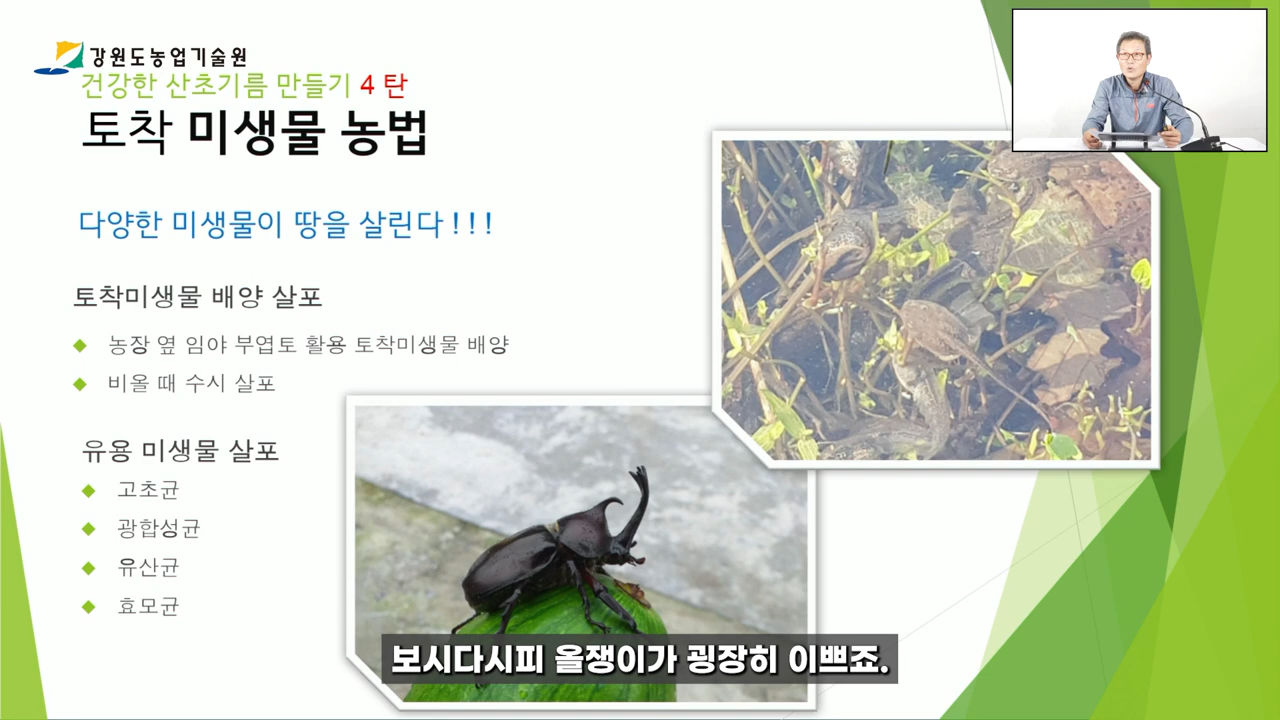 강원도농업기술원
건강한 산초기름 만들기 4 탄
토착 미생물 농법
다양한 미생물이 땅을 살린다 ! ! !
토착미생물 배양 살포
농장 옆 임야 부엽토 활용 토착미생물 배양
비올 때 수시 살포
유용 미생물 살포
고초균
광합성균
유산균
효모균
보시다시피 올쟁이가 굉장히 이쁘죠.